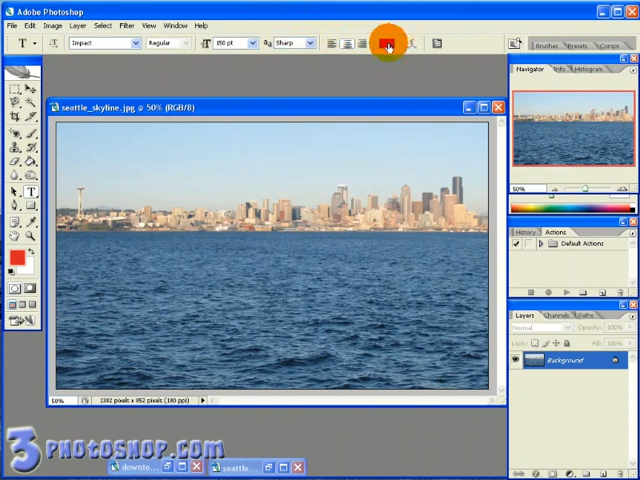 Adobe Photoshop
File Edit Image Layer Select Filter View Window Help
T Impact Regular T 150 pt aa Sharp Brushes Presets Comps
Navigator Info Histogram
seattle_skyline.jpg @ 50% (RGB/8)
50%
History Actions
Default Actions
Layers Channels Paths
Normal Opacity: 100%
Lock: Fill: 100%
Background
50% 1382 pixels x 852 pixels (180 ppi)
3PHOTOSHOP.COM
downto... seattle...